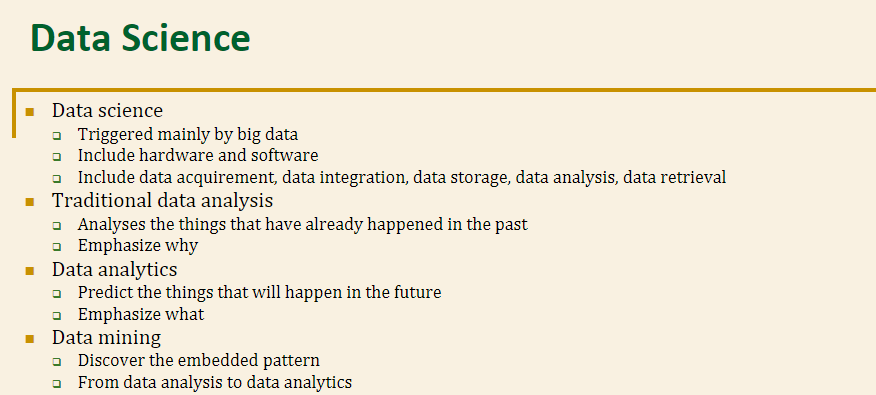 Data Science
Data science
Triggered mainly by big data
Include hardware and software
Include data acquirement, data integration, data storage, data analysis, data retrieval
Traditional data analysis
Analyses the things that have already happened in the past
Emphasize why
Data analytics
Predict the things that will happen in the future
Emphasize what
Data mining
Discover the embedded pattern
From data analysis to data analytics